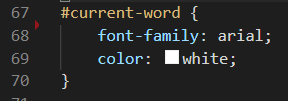 67 #current-word {
68 font-family: arial;
69 color: white;
70 }